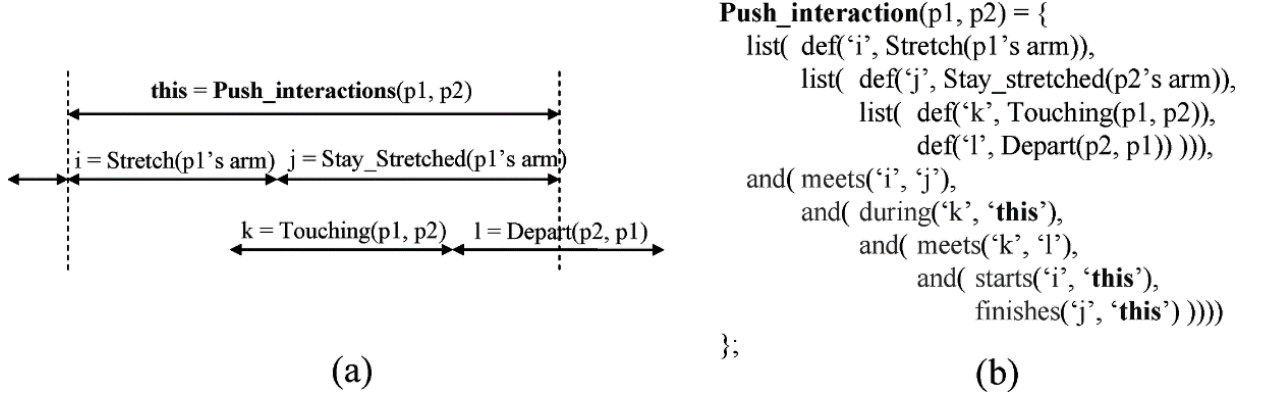 this = Push_interactions(p1, p2)
i = Stretch(p1’s arm) j = Stay_Stretched(p1’s arm)
k = Touching(p1, p2) l = Depart(p2, p1)
(a)
Push_interaction(p1, p2) = {
list( def(‘i’, Stretch(p1’s arm)),
list( def(‘j’, Stay_stretched(p2’s arm)),
list( def(‘k’, Touching(p1, p2)),
def(‘l’, Depart(p2, p1)) ))),
and( meets(‘i’, ‘j’),
and( during(‘k’, ‘this’),
and( meets(‘k’, ‘l’),
and( starts(‘i’, ‘this’),
finishes(‘j’, ‘this’) ))))
};
(b)